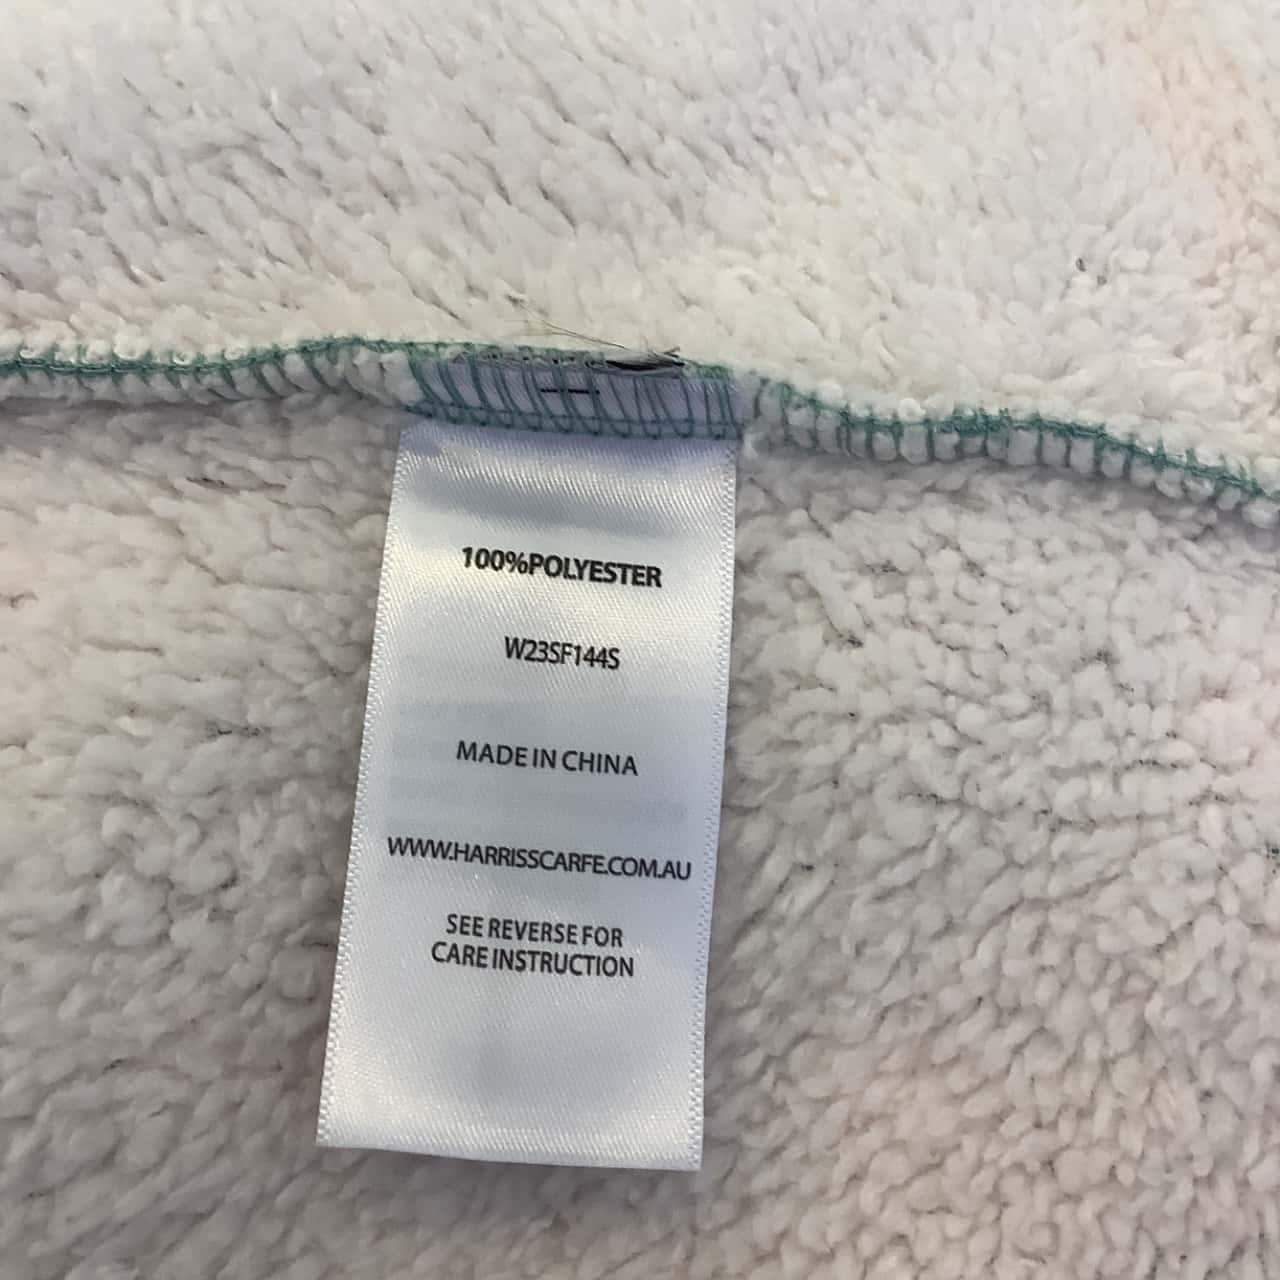 100%POLYESTER
W23SF144S
MADE IN CHINA
WWW.HARRISSCARFE.COM.AU
SEE REVERSE FOR
CARE INSTRUCTION